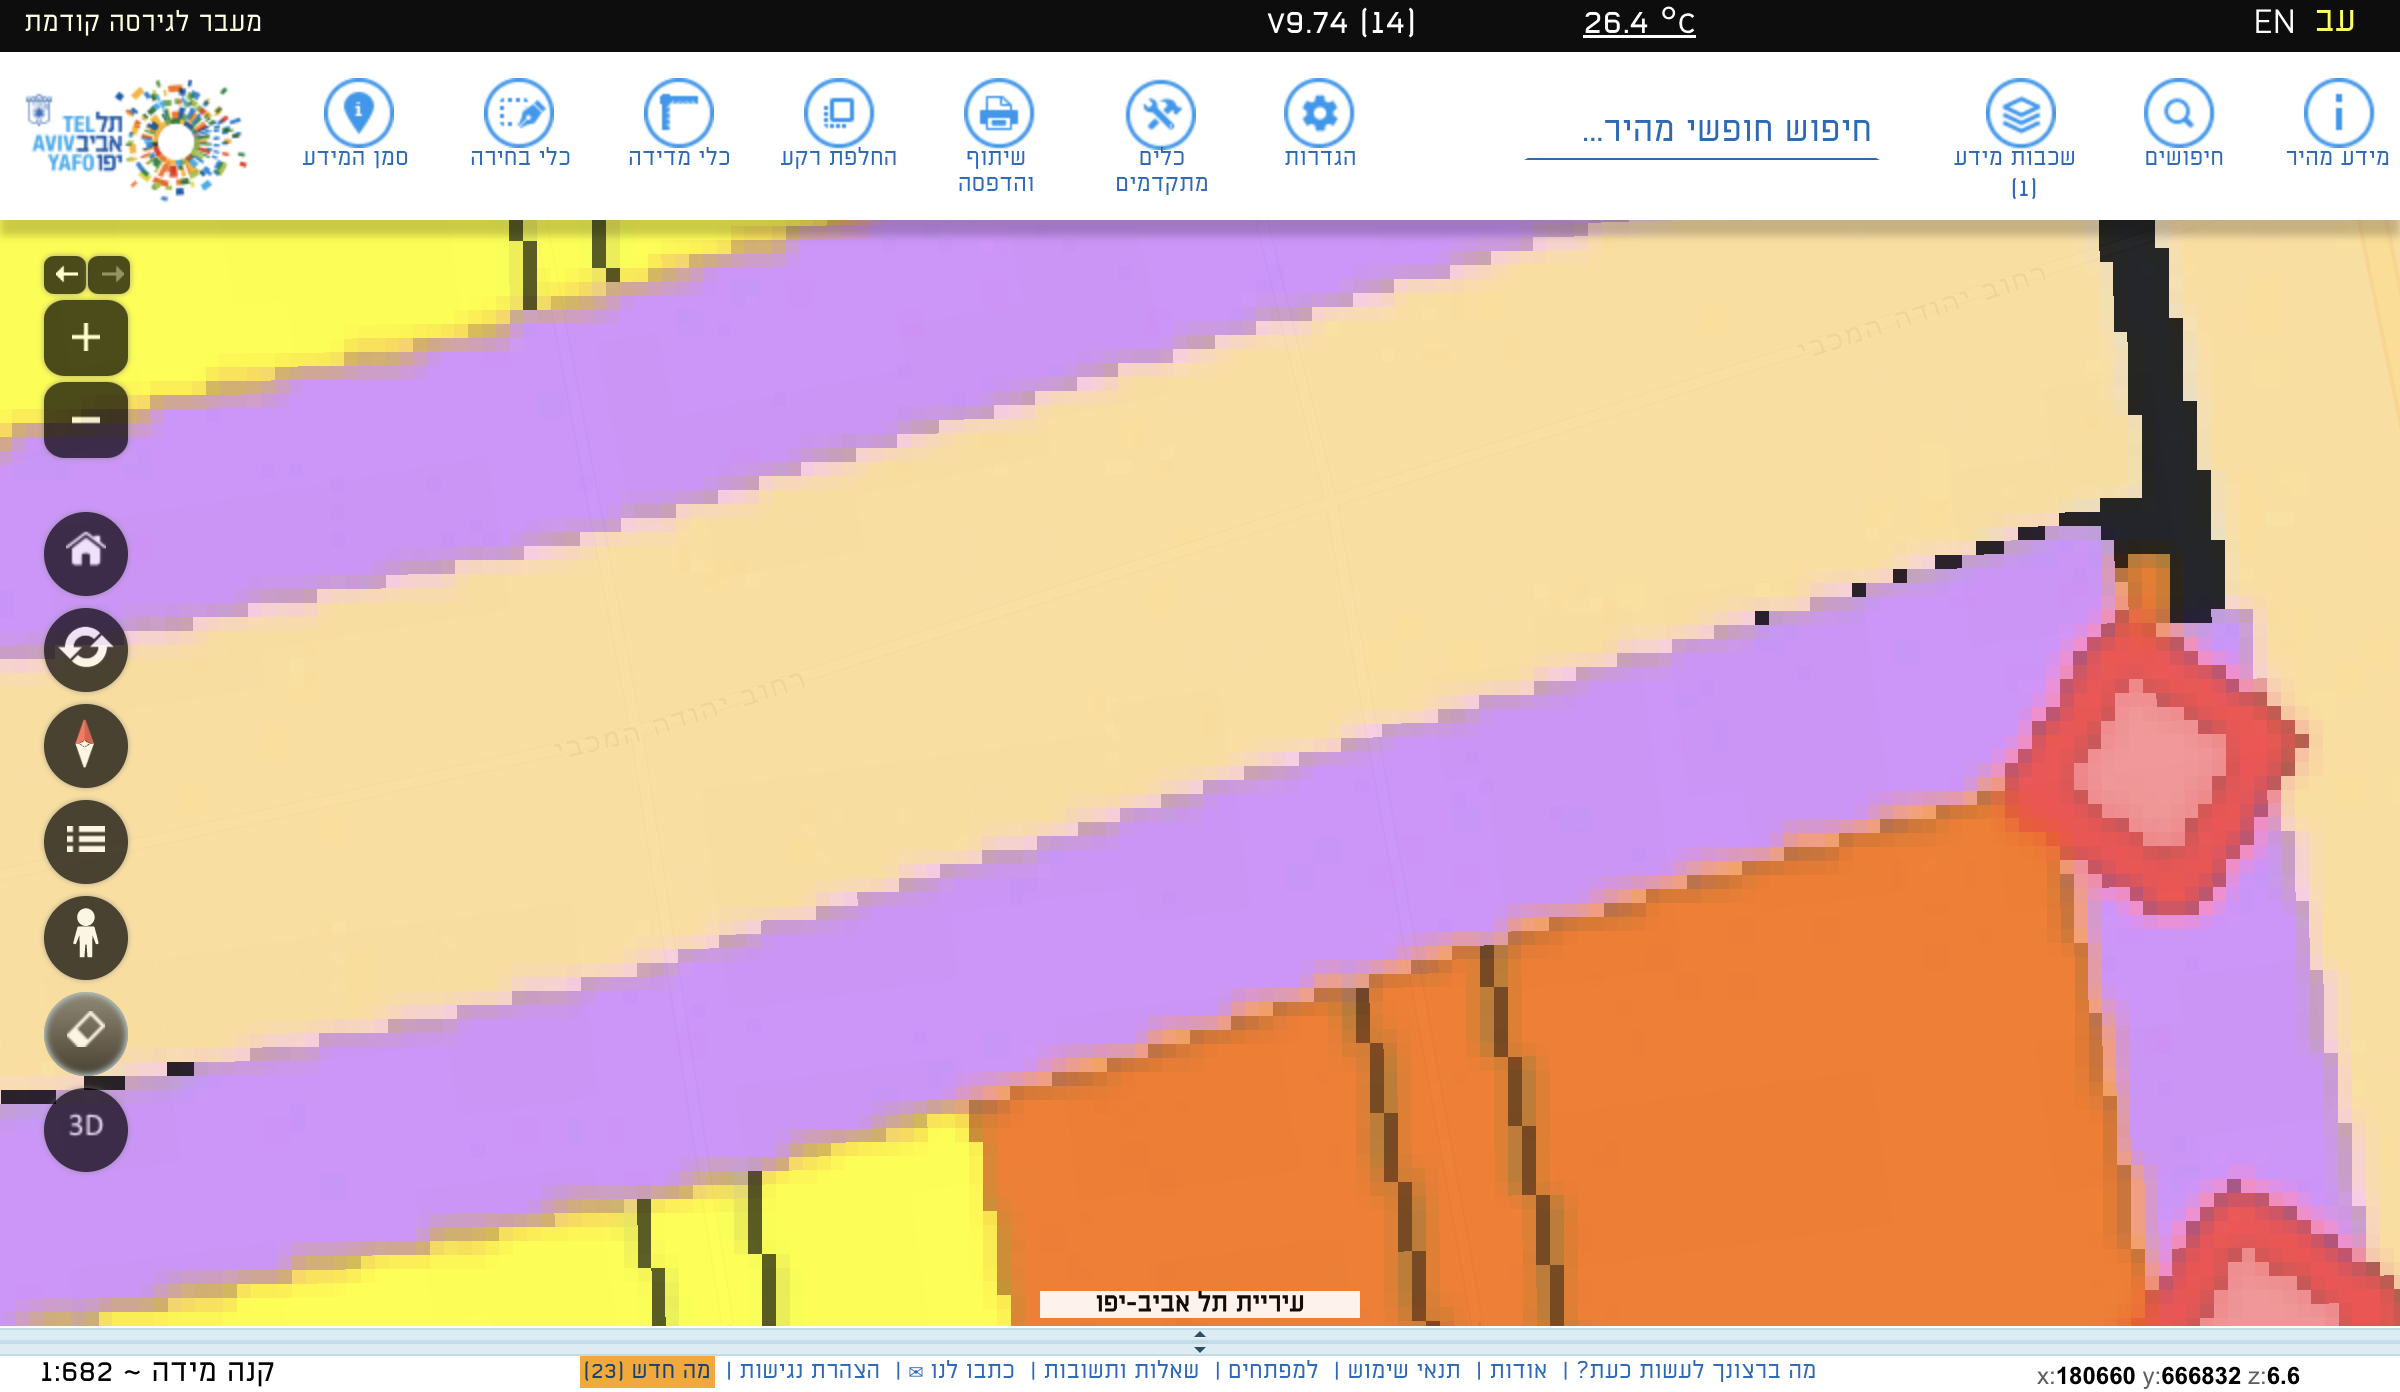 עב EN
26.4 °C
V9.74 (14)
מעבר לגירסה קודמת
מידע מהיר
חיפושים
שכבות מידע
(1)
חיפוש חופשי מהיר...
הגדרות
כלים
מתקדמים
שיתוף
והדפסה
החלפת רקע
כלי מדידה
כלי בחירה
סמן המידע
TEL תל
AVIV אביב
YAFO יפו
רחוב יהודה המכבי
רחוב יהודה המכבי
3D
עיריית תל אביב-יפו
x:180660 y:666832 z:6.6
מה ברצונך לעשות כעת? | אודות | תנאי שימוש | למפתחים | שאלות ותשובות | כתבו לנו ✉ | הצהרת נגישות | מה חדש (23)
קנה מידה ~ 1:682